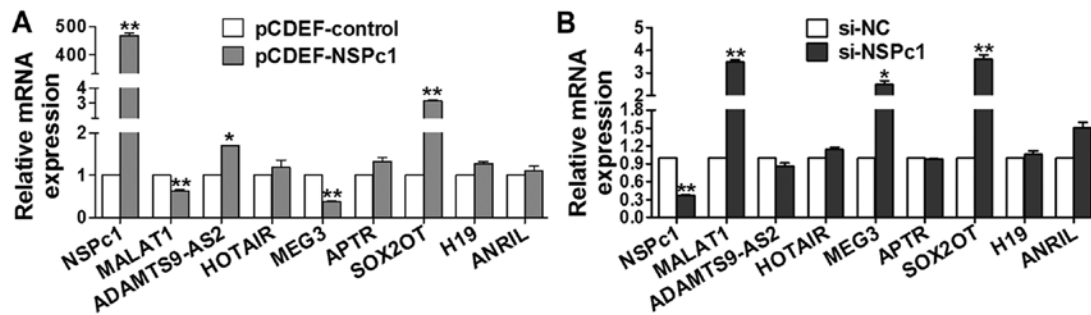 A
Relative mRNA
expression
500
400
4
3
2
1
0
pCDEF-control
pCDEF-NSPc1
**
**
*
**
**
NSPc1
MALAT1
ADAMTS9-AS2
HOTAIR
MEG3
APTR
SOX2OT
H19
ANRIL
B
Relative mRNA
expression
5
4
3
2
1
1.5
1.2
0.9
0.6
0.3
0.0
si-NC
si-NSPc1
**
**
*
**
NSPc1
MALAT1
ADAMTS9-AS2
HOTAIR
MEG3
APTR
SOX2OT
H19
ANRIL